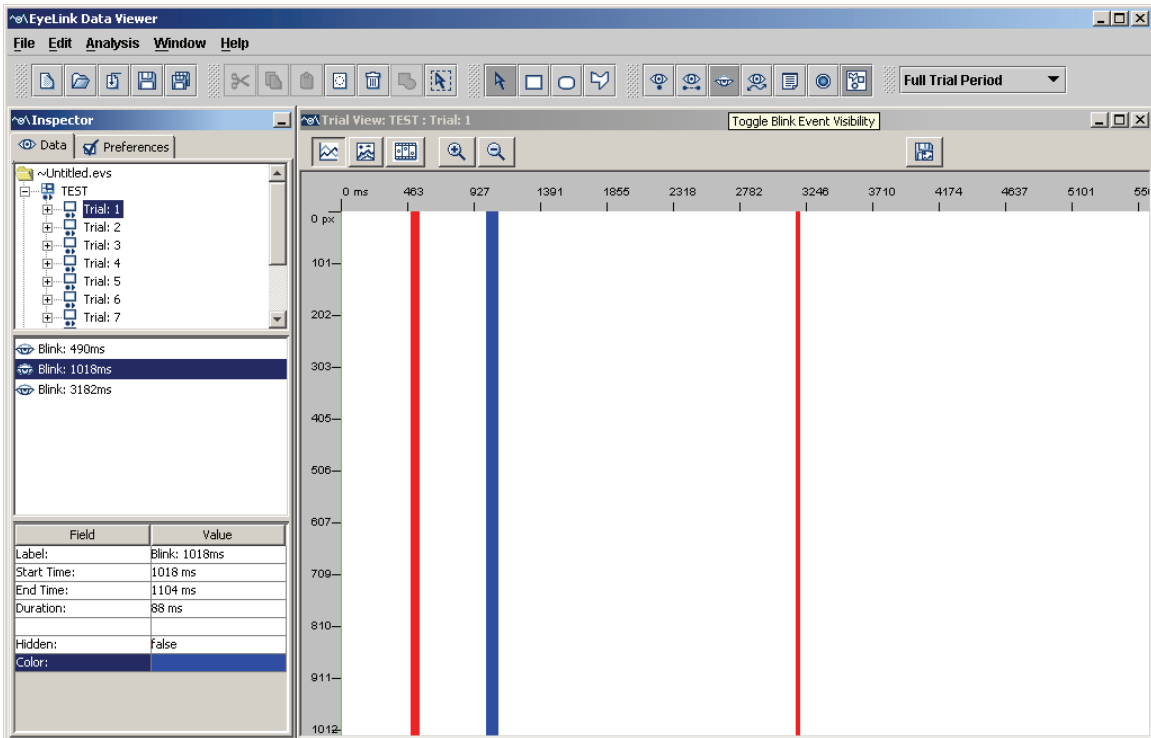 EyeLink Data Viewer
File Edit Analysis Window Help
Full Trial Period
Inspector
Data Preferences
~Untitled.evs
TEST
Trial: 1
Trial: 2
Trial: 3
Trial: 4
Trial: 5
Trial: 6
Trial: 7
Blink: 490ms
Blink: 1018ms
Blink: 3182ms
Field Value
Label: Blink: 1018ms
Start Time: 1018 ms
End Time: 1104 ms
Duration: 88 ms
Hidden: false
Color:
Trial View: TEST : Trial: 1
Toggle Blink Event Visibility
0 ms 463 927 1391 1855 2318 2782 3246 3710 4174 4637 5101
0 px
101
202
303
405
506
607
709
810
911
1012